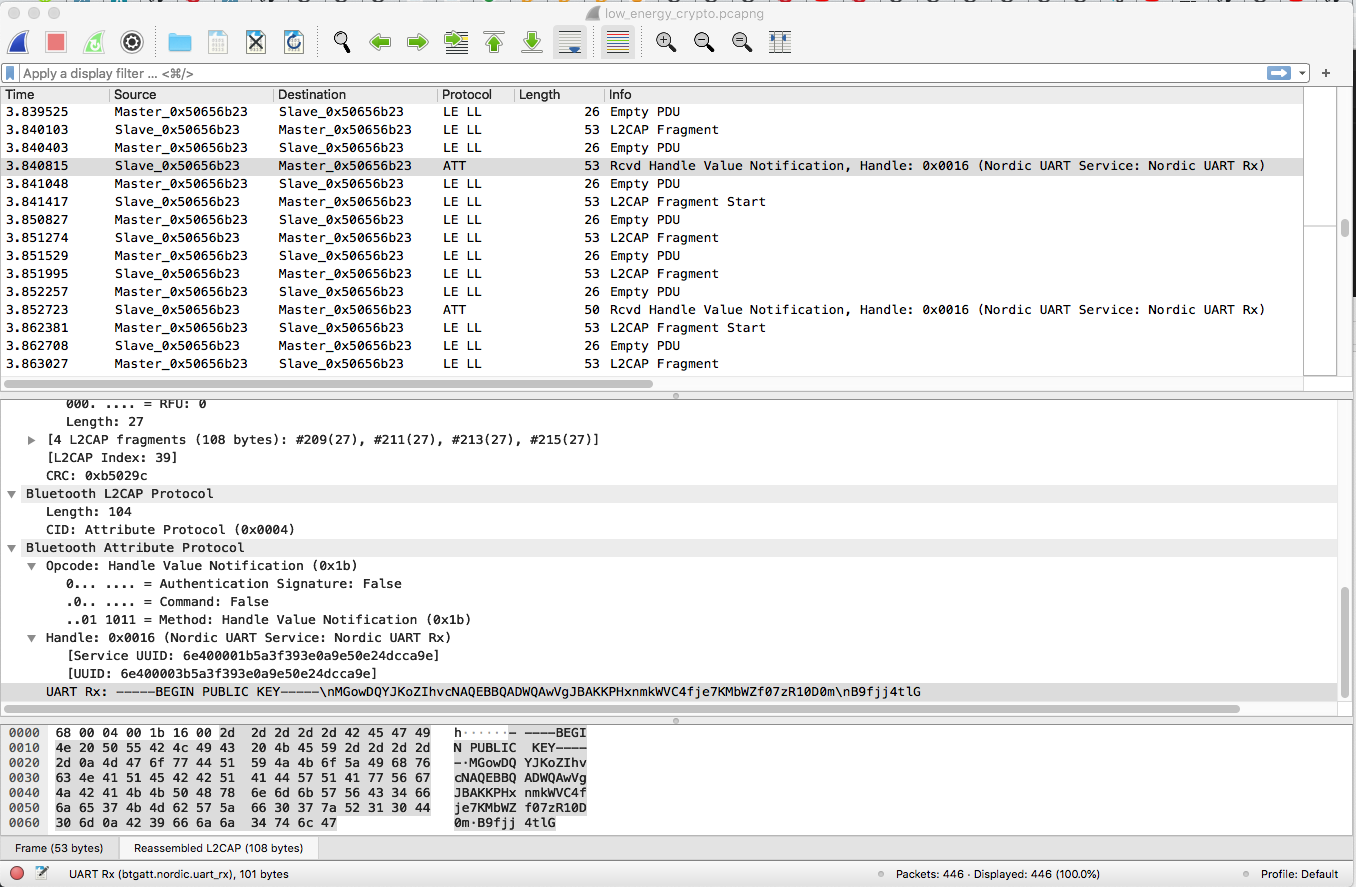 low_energy_crypto.pcapng
Apply a display filter ... <⌘/>
Time Source Destination Protocol Length Info
3.839525 Master_0x50656b23 Slave_0x50656b23 LE LL 26 Empty PDU
3.840103 Slave_0x50656b23 Master_0x50656b23 LE LL 53 L2CAP Fragment
3.840403 Master_0x50656b23 Slave_0x50656b23 LE LL 26 Empty PDU
3.840815 Slave_0x50656b23 Master_0x50656b23 ATT 53 Rcvd Handle Value Notification, Handle: 0x0016 (Nordic UART Service: Nordic UART Rx)
3.841048 Master_0x50656b23 Slave_0x50656b23 LE LL 26 Empty PDU
3.841417 Slave_0x50656b23 Master_0x50656b23 LE LL 53 L2CAP Fragment Start
3.850827 Master_0x50656b23 Slave_0x50656b23 LE LL 26 Empty PDU
3.851274 Slave_0x50656b23 Master_0x50656b23 LE LL 53 L2CAP Fragment
3.851529 Master_0x50656b23 Slave_0x50656b23 LE LL 26 Empty PDU
3.851995 Slave_0x50656b23 Master_0x50656b23 LE LL 53 L2CAP Fragment
3.852257 Master_0x50656b23 Slave_0x50656b23 LE LL 26 Empty PDU
3.852723 Slave_0x50656b23 Master_0x50656b23 ATT 50 Rcvd Handle Value Notification, Handle: 0x0016 (Nordic UART Service: Nordic UART Rx)
3.862381 Master_0x50656b23 Slave_0x50656b23 LE LL 53 L2CAP Fragment Start
3.862708 Slave_0x50656b23 Master_0x50656b23 LE LL 26 Empty PDU
3.863027 Master_0x50656b23 Slave_0x50656b23 LE LL 53 L2CAP Fragment
000. .... = RFU: 0
Length: 27
[4 L2CAP fragments (108 bytes): #209(27), #211(27), #213(27), #215(27)]
[L2CAP Index: 39]
CRC: 0xb5029c
Bluetooth L2CAP Protocol
Length: 104
CID: Attribute Protocol (0x0004)
Bluetooth Attribute Protocol
Opcode: Handle Value Notification (0x1b)
0... .... = Authentication Signature: False
.0.. .... = Command: False
..01 1011 = Method: Handle Value Notification (0x1b)
Handle: 0x0016 (Nordic UART Service: Nordic UART Rx)
[Service UUID: 6e400001b5a3f393e0a9e50e24dcca9e]
[UUID: 6e400003b5a3f393e0a9e50e24dcca9e]
UART Rx: -----BEGIN PUBLIC KEY-----\nMGowDQYJKoZIhvcNAQEBBQADWQAwVgJBAKKPHxnmkWVC4fje7KMbWZf07zR10D0m\nB9fjj4tlG
0000 68 00 04 00 1b 16 00 2d 2d 2d 2d 2d 42 45 47 49 h······- ----BEGI
0010 4e 20 50 55 42 4c 49 43 20 4b 45 59 2d 2d 2d 2d N PUBLIC KEY----
0020 2d 0a 4d 47 6f 77 44 51 59 4a 4b 6f 5a 49 68 76 -·MGowDQ YJKoZIhv
0030 63 4e 41 51 45 42 42 51 41 44 57 51 41 77 56 67 cNAQEBBQ ADWQAwVg
0040 4a 42 41 4b 4b 50 48 78 6e 6d 6b 57 56 43 34 66 JBAKKPHx nmkWVC4f
0050 6a 65 37 4b 4d 62 57 5a 66 30 37 7a 52 31 30 44 je7KMbWZ f07zR10D
0060 30 6d 0a 42 39 66 6a 6a 34 74 6c 47 0m·B9fjj 4tlG
Frame (53 bytes) Reassembled L2CAP (108 bytes)
UART Rx (btgatt.nordic.uart_rx), 101 bytes Packets: 446 · Displayed: 446 (100.0%) Profile: Default